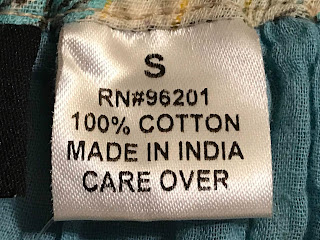 S
RN#96201
100% COTTON
MADE IN INDIA
CARE OVER